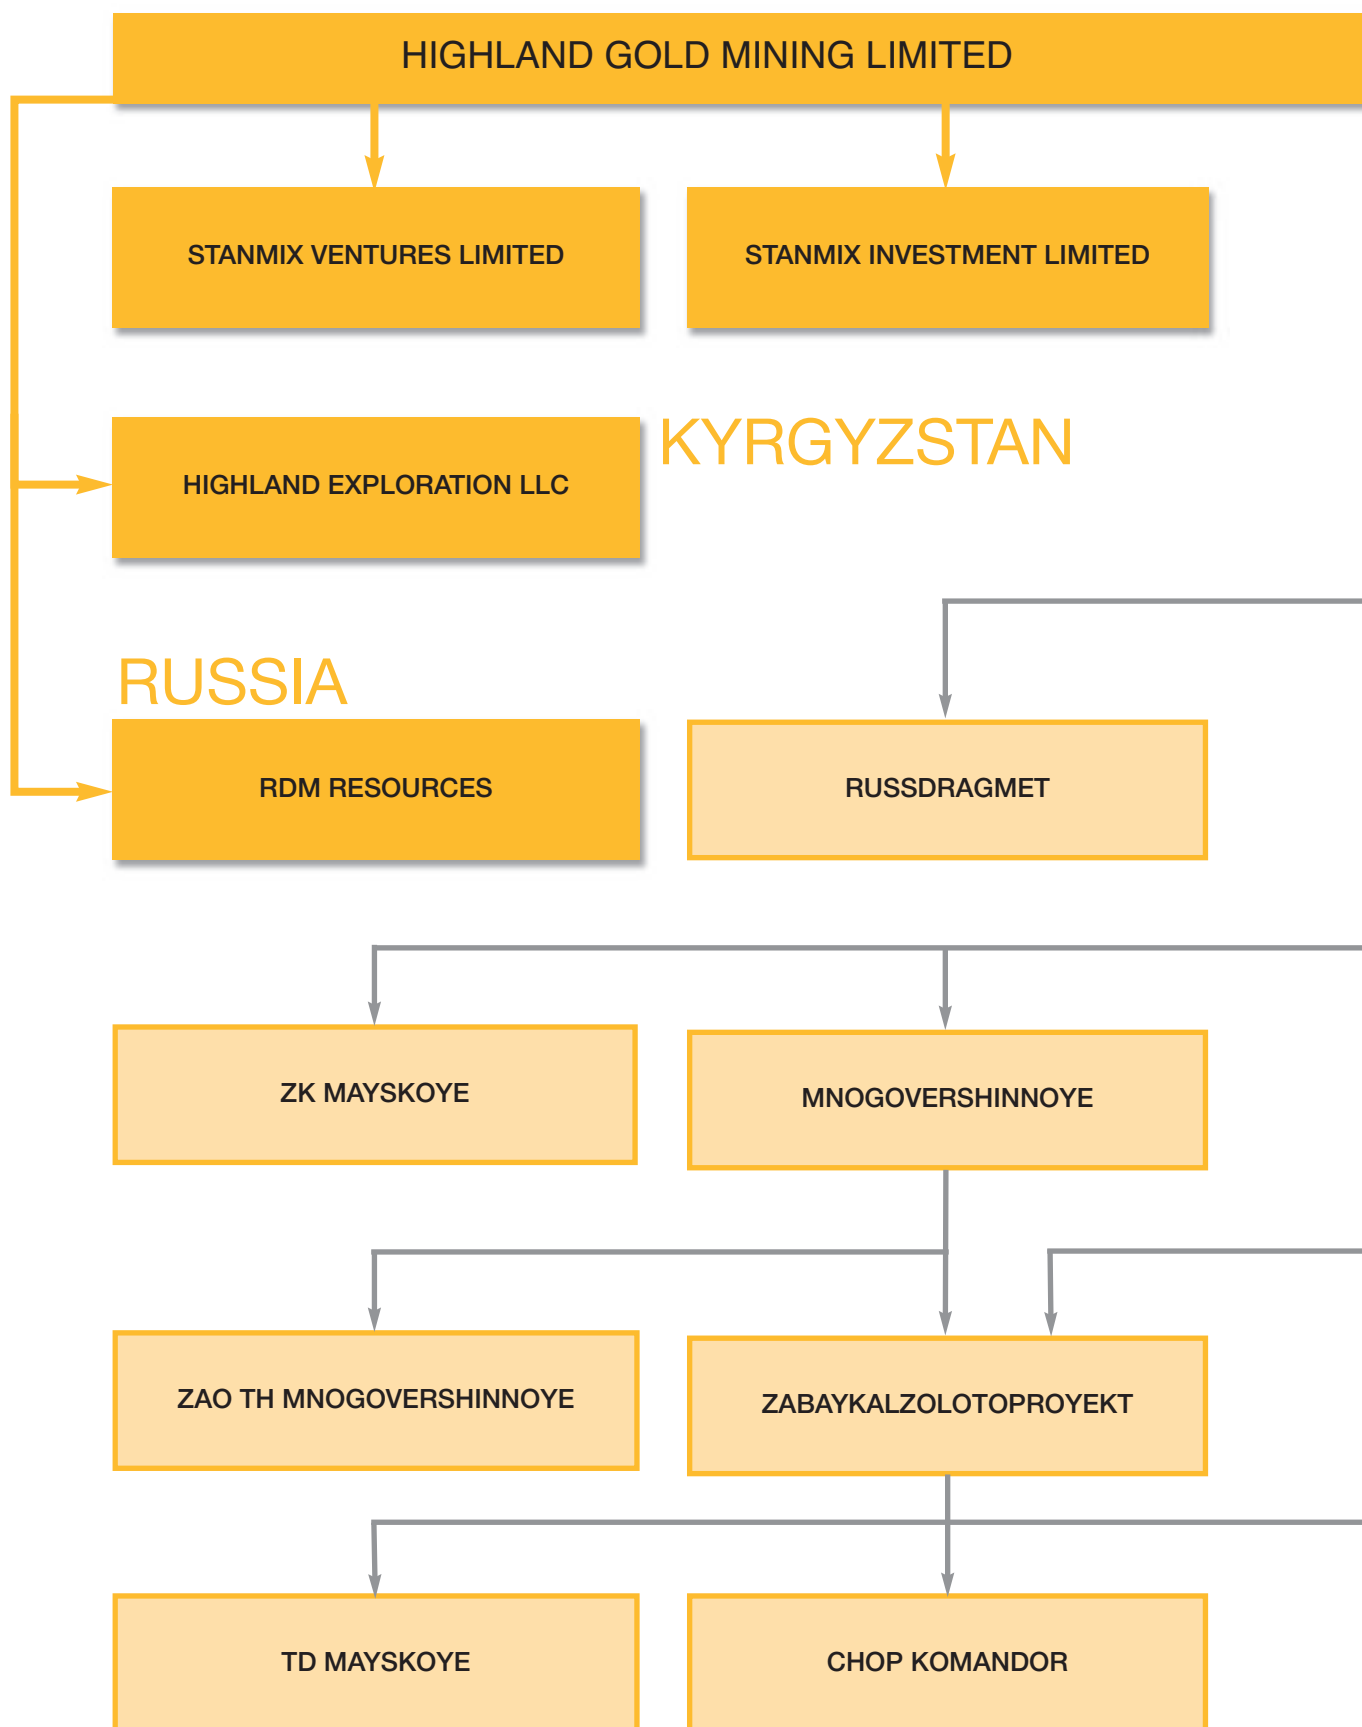 HIGHLAND GOLD MINING LIMITED
STANMIX VENTURES LIMITED
STANMIX INVESTMENT LIMITED
HIGHLAND EXPLORATION LLC
KYRGYZSTAN
RUSSIA
RDM RESOURCES
RUSSDRAGMET
ZK MAYSKOYE
MNOGOVERSHINNOYE
ZAO TH MNOGOVERSHINNOYE
ZABAYKALZOLOTOPROYEKT
TD MAYSKOYE
CHOP KOMANDOR